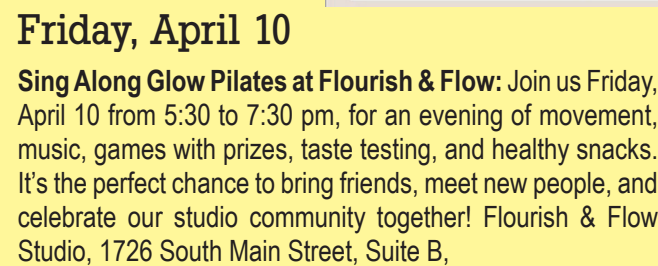 Friday, April 10
Sing Along Glow Pilates at Flourish & Flow: Join us Friday,
April 10 from 5:30 to 7:30 pm, for an evening of movement,
music, games with prizes, taste testing, and healthy snacks.
It's the perfect chance to bring friends, meet new people, and
celebrate our studio community together! Flourish & Flow
Studio, 1726 South Main Street, Suite B,